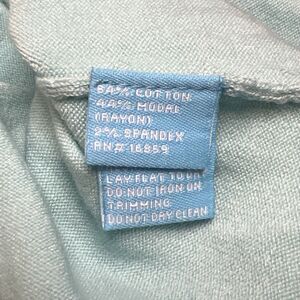 54% COTTON
44% MODAL
(RAYON)
2% SPANDEX
RN# 16859
LAY FLAT TO DRY
DO NOT IRON ON
TRIMMING
DO NOT DRY CLEAN